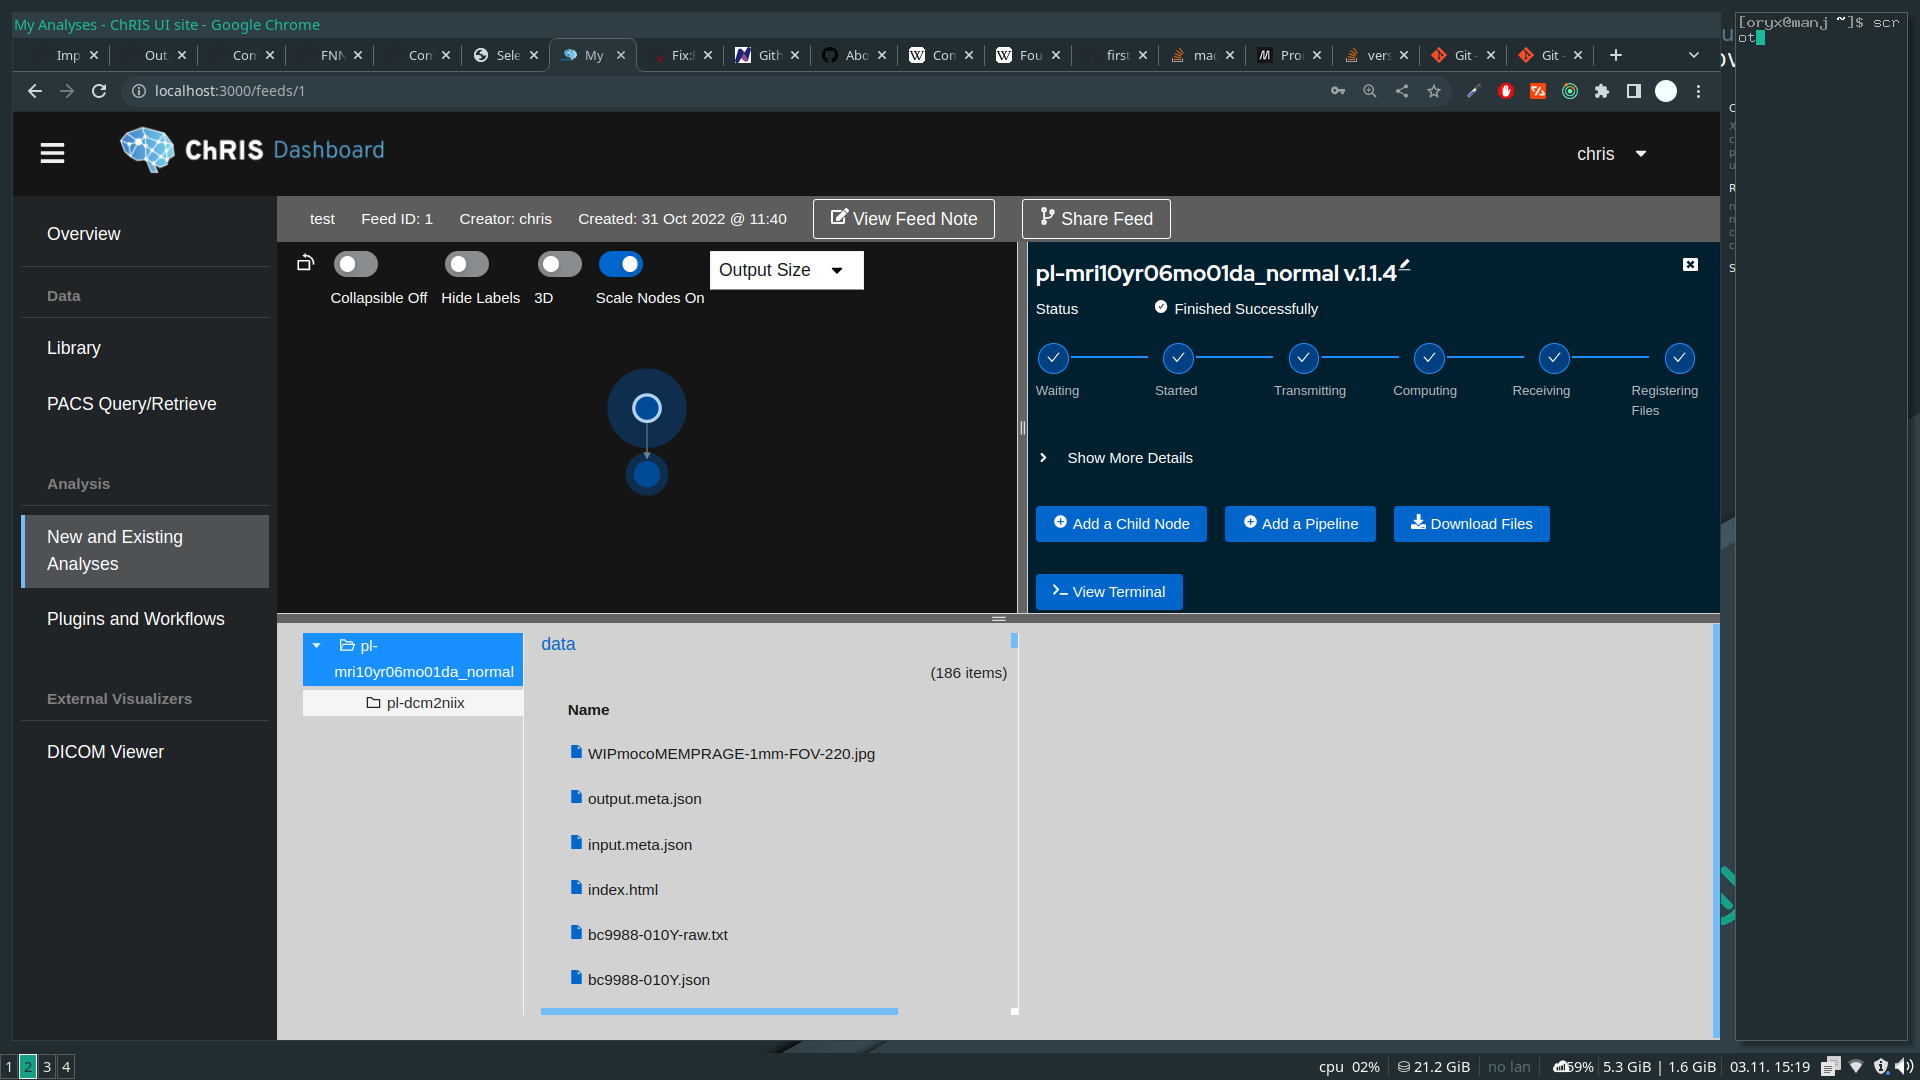 My Analyses - ChRIS UI site - Google Chrome
Imp
Out
Con
FNN
Con
Sele
My
Fix:
Gith
Abo
Con
Fou
first
mac
Pro
vers
Git -
Git -
localhost:3000/feeds/1
ChRIS Dashboard
chris
Overview
Data
Library
PACS Query/Retrieve
Analysis
New and Existing
Analyses
Plugins and Workflows
External Visualizers
DICOM Viewer
test Feed ID: 1 Creator: chris Created: 31 Oct 2022 @ 11:40 View Feed Note Share Feed
Output Size
Collapsible Off Hide Labels 3D Scale Nodes On
pl-mri10yr06mo01da_normal v.1.1.4
Status Finished Successfully
Waiting Started Transmitting Computing Receiving Registering
Files
Show More Details
Add a Child Node Add a Pipeline Download Files
View Terminal
pl-
mri10yr06mo01da_normal
pl-dcm2niix
data
(186 items)
Name
WIPmocoMEMPRAGE-1mm-FOV-220.jpg
output.meta.json
input.meta.json
index.html
bc9988-010Y-raw.txt
bc9988-010Y.json
[oryx@manj ~]$ scr
ot
1 2 3 4
cpu 02% 21.2 GiB no lan 59% 5.3 GiB | 1.6 GiB 03.11. 15:19